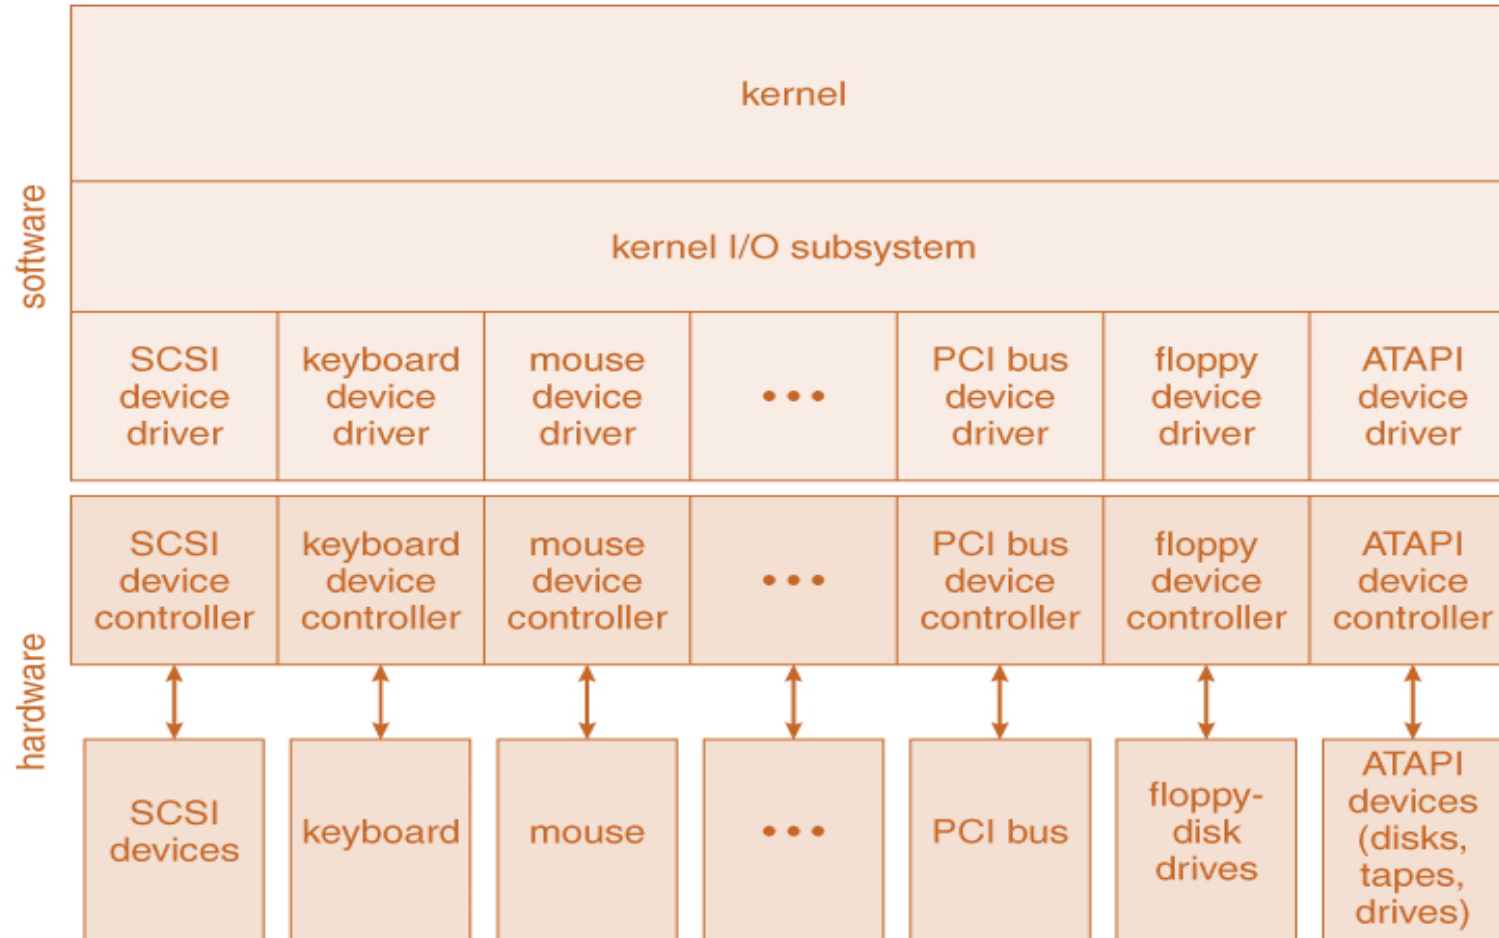 kernel
software
kernel I/O subsystem
SCSI
device
driver
keyboard
device
driver
mouse
device
driver
•••
PCI bus
device
driver
floppy
device
driver
ATAPI
device
driver
hardware
SCSI
device
controller
keyboard
device
controller
mouse
device
controller
•••
PCI bus
device
controller
floppy
device
controller
ATAPI
device
controller
SCSI
devices
keyboard
mouse
•••
PCI bus
floppy-
disk
drives
ATAPI
devices
(disks,
tapes,
drives)